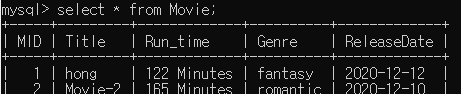 mysql> select * from Movie;
| MID | Title | Run_time | Genre | ReleaseDate |
| 1 | hong | 122 Minutes | fantasy | 2020-12-12 |
| 2 | Movie-2 | 165 Minutes | romantic | 2020-12-10 |